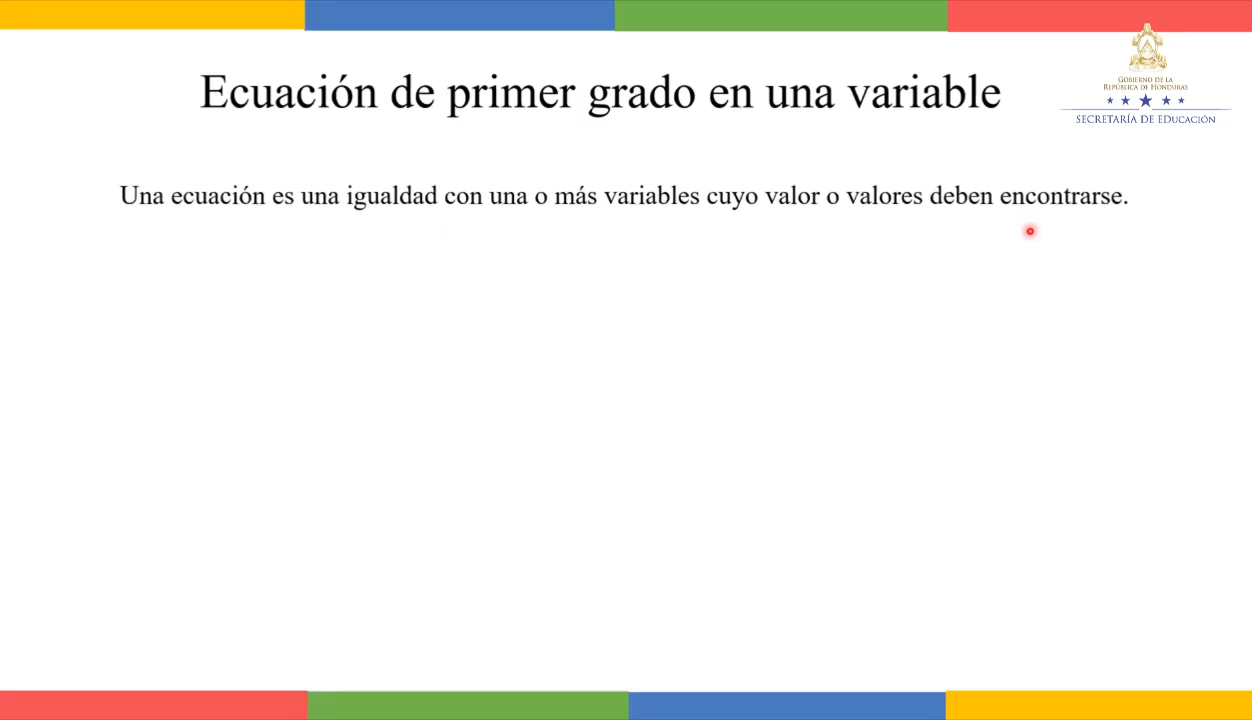 Ecuación de primer grado en una variable
GOBIERNO DE LA
REPÚBLICA DE HONDURAS
SECRETARÍA DE EDUCACIÓN
Una ecuación es una igualdad con una o más variables cuyo valor o valores deben encontrarse.